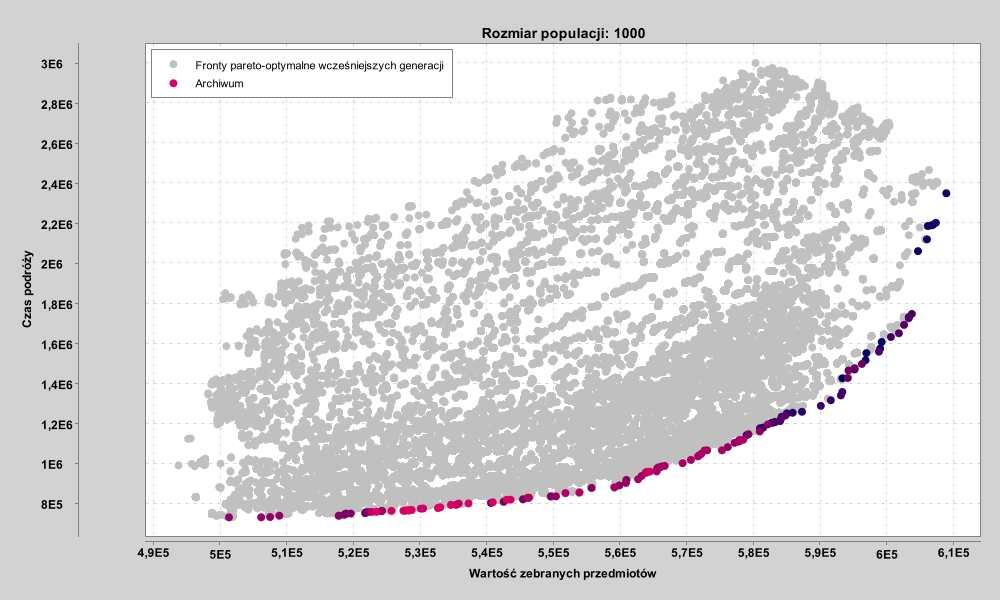 Rozmiar populacji: 1000
Fronty pareto-optymalne wcześniejszych generacji
Archiwum
3E6
2,8E6
2,6E6
2,4E6
2,2E6
2E6
1,8E6
1,6E6
1,4E6
1,2E6
1E6
8E5
Czas podróży
4,9E5 5E5 5,1E5 5,2E5 5,3E5 5,4E5 5,5E5 5,6E5 5,7E5 5,8E5 5,9E5 6E5 6,1E5
Wartość zebranych przedmiotów